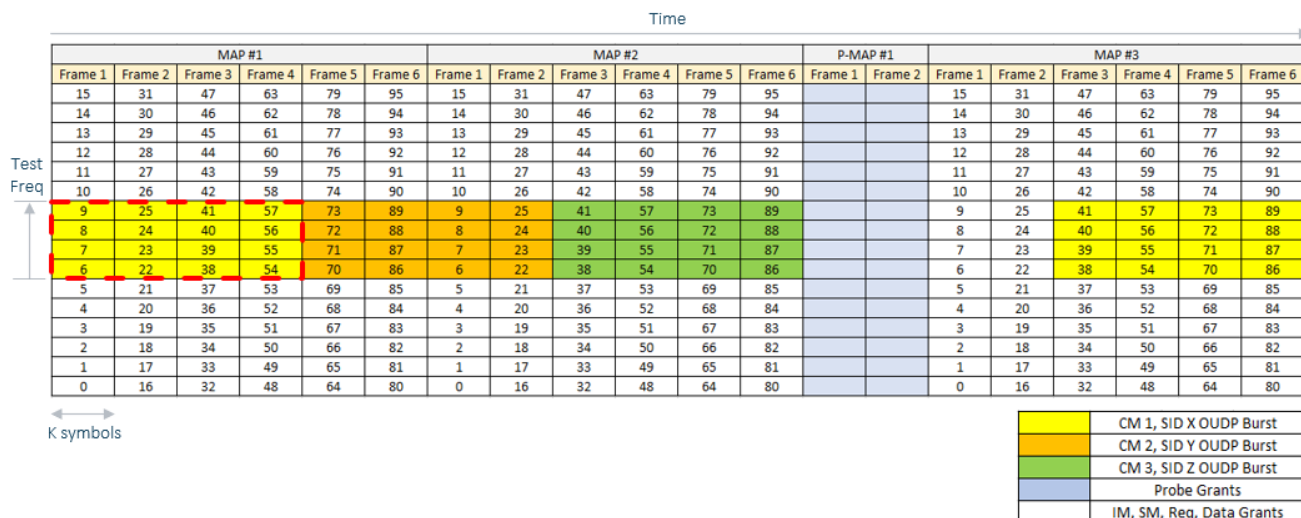 Time
MAP #1 MAP #2 P-MAP #1 MAP #3
Frame 1 Frame 2 Frame 3 Frame 4 Frame 5 Frame 6 Frame 1 Frame 2 Frame 3 Frame 4 Frame 5 Frame 6 Frame 1 Frame 2 Frame 1 Frame 2 Frame 3 Frame 4 Frame 5 Frame 6
15 31 47 63 79 95 15 31 47 63 79 95 15 31 47 63 79 95
14 30 46 62 78 94 14 30 46 62 78 94 14 30 46 62 78 94
13 29 45 61 77 93 13 29 45 61 77 93 13 29 45 61 77 93
12 28 44 60 76 92 12 28 44 60 76 92 12 28 44 60 76 92
Test
11 27 43 59 75 91 11 27 43 59 75 91 11 27 43 59 75 91
Freq
10 26 42 58 74 90 10 26 42 58 74 90 10 26 42 58 74 90
9 25 41 57 73 89 9 25 41 57 73 89 9 25 41 57 73 89
8 24 40 56 72 88 8 24 40 56 72 88 8 24 40 56 72 88
7 23 39 55 71 87 7 23 39 55 71 87 7 23 39 55 71 87
6 22 38 54 70 86 6 22 38 54 70 86 6 22 38 54 70 86
5 21 37 53 69 85 5 21 37 53 69 85 5 21 37 53 69 85
4 20 36 52 68 84 4 20 36 52 68 84 4 20 36 52 68 84
3 19 35 51 67 83 3 19 35 51 67 83 3 19 35 51 67 83
2 18 34 50 66 82 2 18 34 50 66 82 2 18 34 50 66 82
1 17 33 49 65 81 1 17 33 49 65 81 1 17 33 49 65 81
0 16 32 48 64 80 0 16 32 48 64 80 0 16 32 48 64 80
K symbols
CM 1, SID X OUDP Burst
CM 2, SID Y OUDP Burst
CM 3, SID Z OUDP Burst
Probe Grants
IM, SM, Req, Data Grants